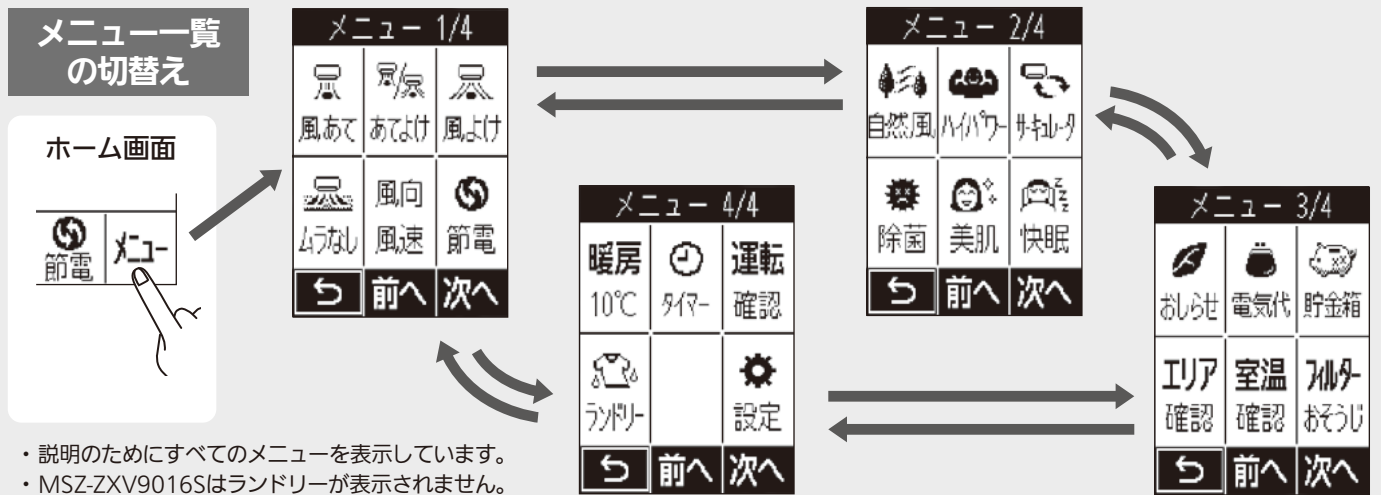 メニュー一覧
の切替え
ホーム画面
節電 メニュー
メニュー 1/4
風あて あてよけ 風よけ
ムラなし 風向 風速 節電
前へ 次へ
メニュー 2/4
自然風 ハイパワー サーキュレータ
除菌 美肌 快眠
前へ 次へ
メニュー 3/4
おしらせ 電気代 貯金箱
エリア 室温 フィルター
確認 確認 おそうじ
前へ 次へ
メニュー 4/4
暖房 運転
10℃ タイマー 確認
ランドリー 設定
前へ 次へ
・説明のためにすべてのメニューを表示しています。
・MSZ-ZXV9016Sはランドリーが表示されません。